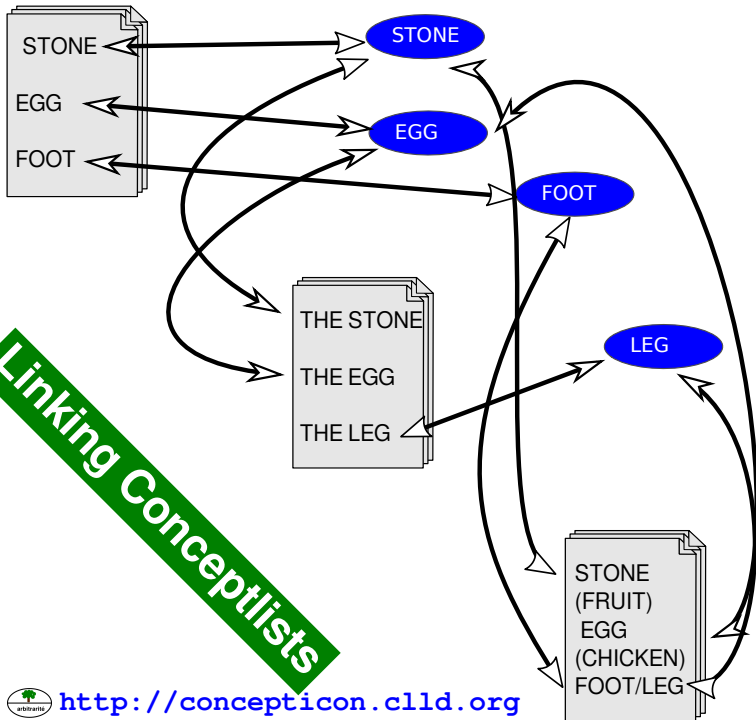 STONE
EGG
FOOT
STONE
EGG
FOOT
LEG
THE STONE
THE EGG
THE LEG
Linking Conceptlists
STONE
(FRUIT)
EGG
(CHICKEN)
FOOT/LEG
arbitrarité
http://concepticon.clld.org